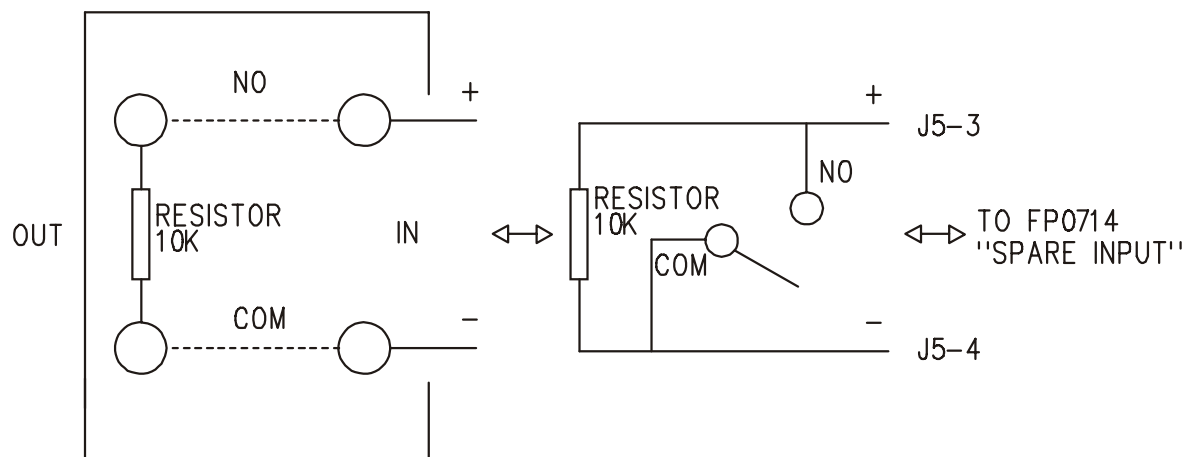 NO
+
J5-3
NO
RESISTOR
10K
RESISTOR
10K
OUT
IN
COM
TO FP0714
"SPARE INPUT"
COM
-
-
J5-4
+